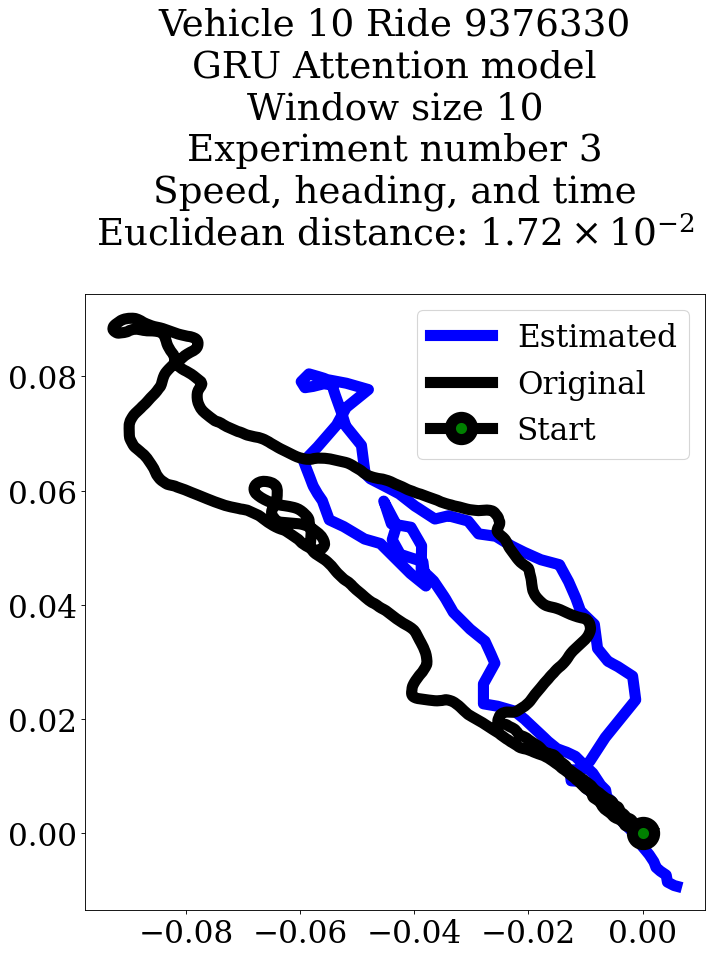 Vehicle 10 Ride 9376330
GRU Attention model
Window size 10
Experiment number 3
Speed, heading, and time
Euclidean distance: 1.72 × 10⁻²
Estimated
Original
Start
0.08
0.06
0.04
0.02
0.00
−0.08 −0.06 −0.04 −0.02 0.00